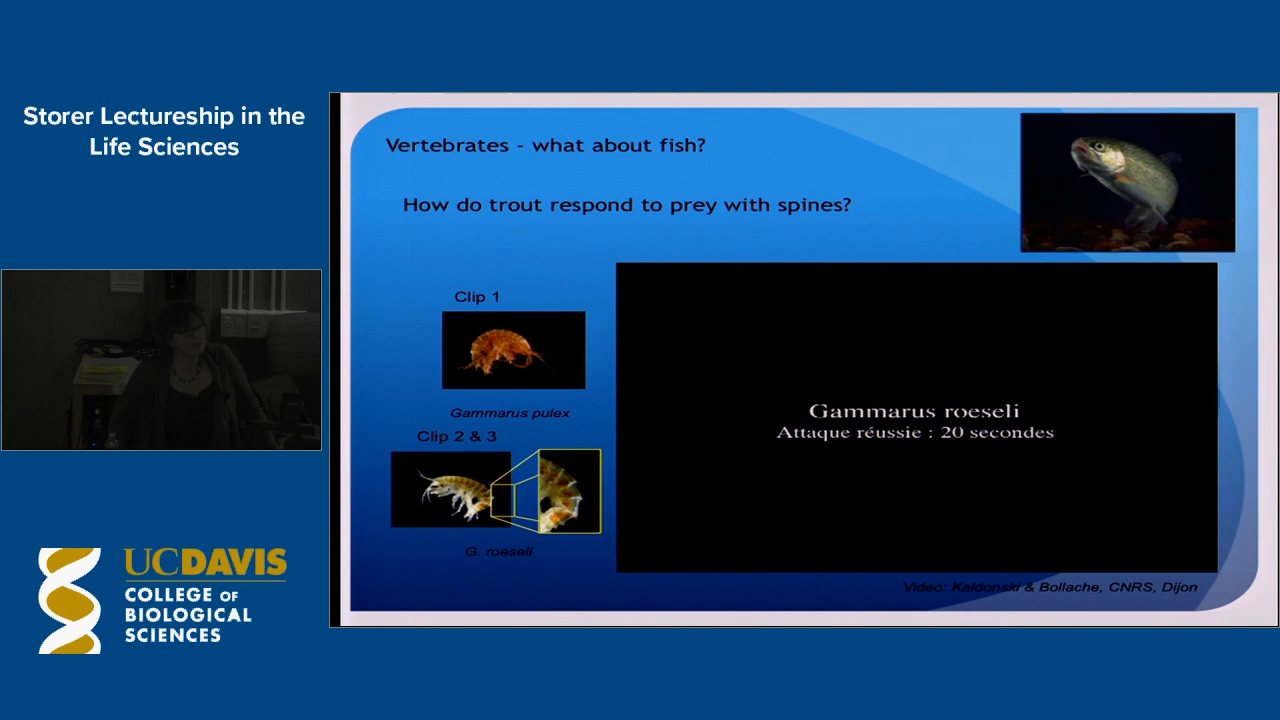 Storer Lectureship in the
Life Sciences
Vertebrates - what about fish?
How do trout respond to prey with spines?
Clip 1
Gammarus pulex
Clip 2 & 3
G. roeseli
Gammarus roeseli
Attaque réussie : 20 secondes
Video: Kaldonski & Bollache, CNRS, Dijon
UCDAVIS
COLLEGE OF
BIOLOGICAL
SCIENCES